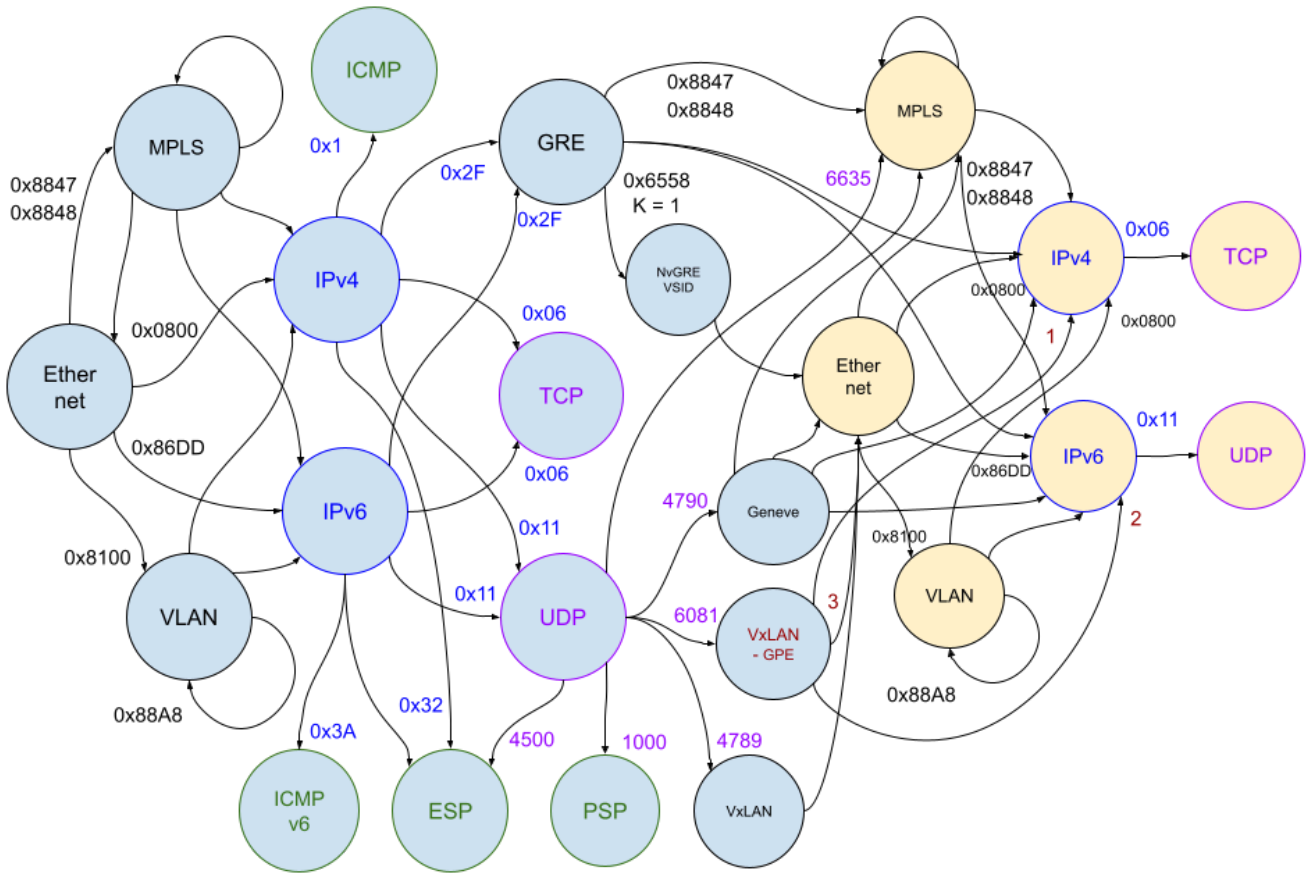 ICMP
MPLS
0x1
0x8847
0x8848
GRE
0x2F
0x2F
0x8847
0x8848
MPLS
0x6558
K = 1
6635
0x8847
0x8848
NvGRE
VSID
IPv4
0x0800
IPv4
0x06
TCP
0x0800
1
0x0800
Ether
net
0x06
TCP
0x06
Ether
net
0x86DD
IPv6
0x11
4790
Geneve
0x86DD
IPv6
0x11
UDP
2
0x8100
VLAN
0x11
UDP
6081
VxLAN
- GPE
3
0x8100
VLAN
0x88A8
0x88A8
0x3A
0x32
4500
1000
4789
ICMP
v6
ESP
PSP
VxLAN